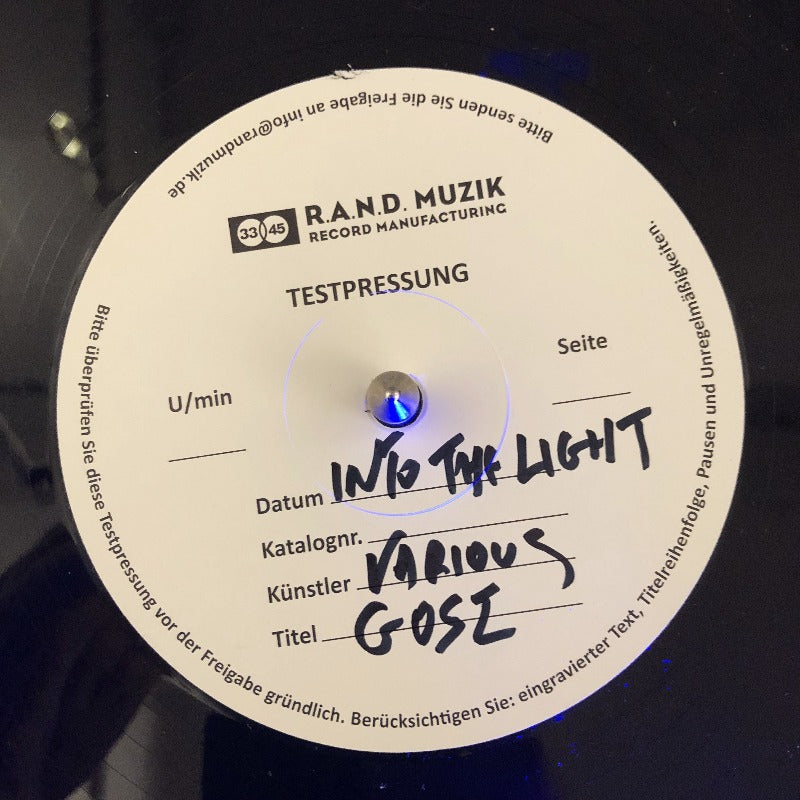 Bitte senden Sie die Freigabe an info@randmuzik.de
33 45
R.A.N.D. MUZIK
RECORD MANUFACTURING
TESTPRESSUNG
U/min
Seite
Datum INTO THE LIGHT
Katalognr.
Künstler VARIOUS
Titel GOSE
Bitte überprüfen Sie diese Testpressung vor der Freigabe gründlich. Berücksichtigen Sie: eingravierter Text, Titelreihenfolge, Pausen und Unregelmäßigkeiten.